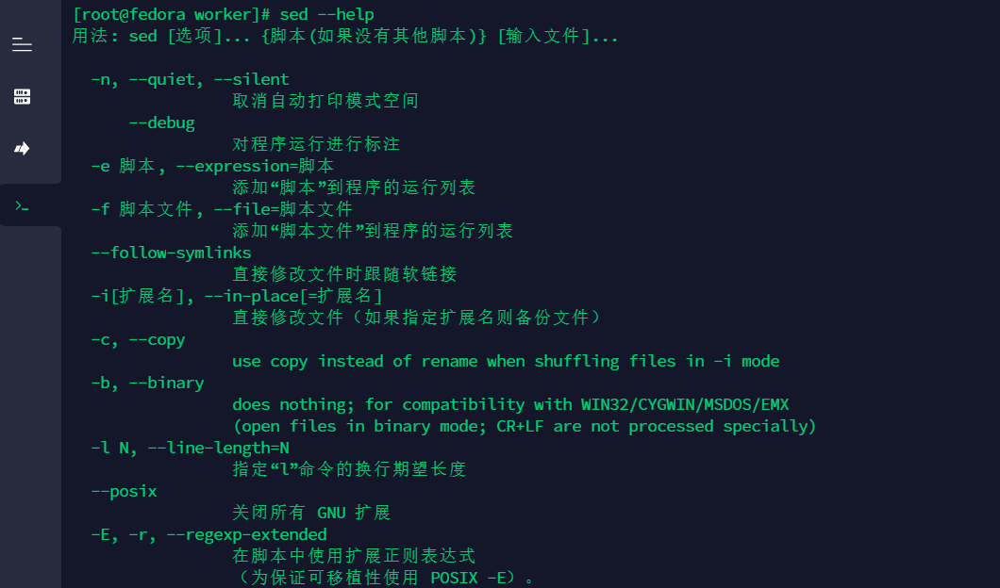 [root@fedora worker]# sed --help
用法: sed [选项]... {脚本(如果没有其他脚本)} [输入文件]...
-n, --quiet, --silent
取消自动打印模式空间
--debug
对程序运行进行标注
-e 脚本, --expression=脚本
添加“脚本”到程序的运行列表
-f 脚本文件, --file=脚本文件
添加“脚本文件”到程序的运行列表
--follow-symlinks
直接修改文件时跟随软链接
-i[扩展名], --in-place[=扩展名]
直接修改文件（如果指定扩展名则备份文件）
-c, --copy
use copy instead of rename when shuffling files in -i mode
-b, --binary
does nothing; for compatibility with WIN32/CYGWIN/MSDOS/EMX
(open files in binary mode; CR+LF are not processed specially)
-l N, --line-length=N
指定“l”命令的换行期望长度
--posix
关闭所有 GNU 扩展
-E, -r, --regexp-extended
在脚本中使用扩展正则表达式
（为保证可移植性使用 POSIX -E）。